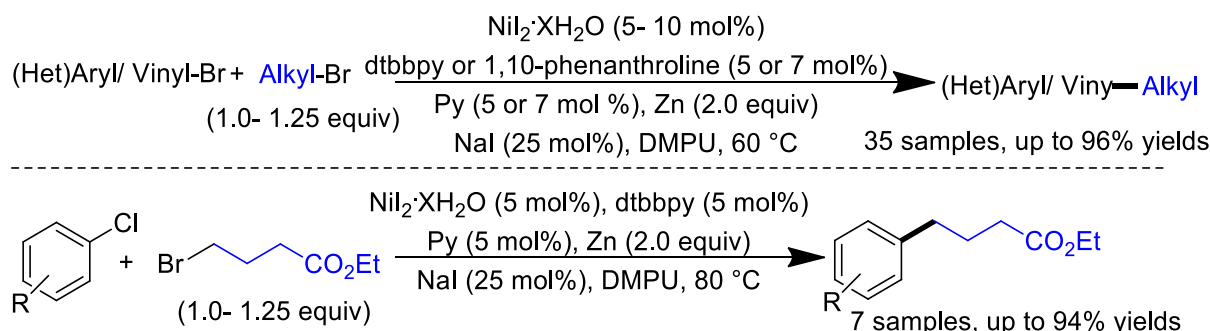 NiI₂·XH₂O (5- 10 mol%)
(Het)Aryl/ Vinyl-Br + Alkyl-Br
dtbbpy or 1,10-phenanthroline (5 or 7 mol%)
(Het)Aryl/ Viny—Alkyl
(1.0- 1.25 equiv)
Py (5 or 7 mol %), Zn (2.0 equiv)
NaI (25 mol%), DMPU, 60 °C
35 samples, up to 96% yields
NiI₂·XH₂O (5 mol%), dtbbpy (5 mol%)
Cl
R
+
Br
CO₂Et
(1.0- 1.25 equiv)
Py (5 mol%), Zn (2.0 equiv)
NaI (25 mol%), DMPU, 80 °C
CO₂Et
R
7 samples, up to 94% yields